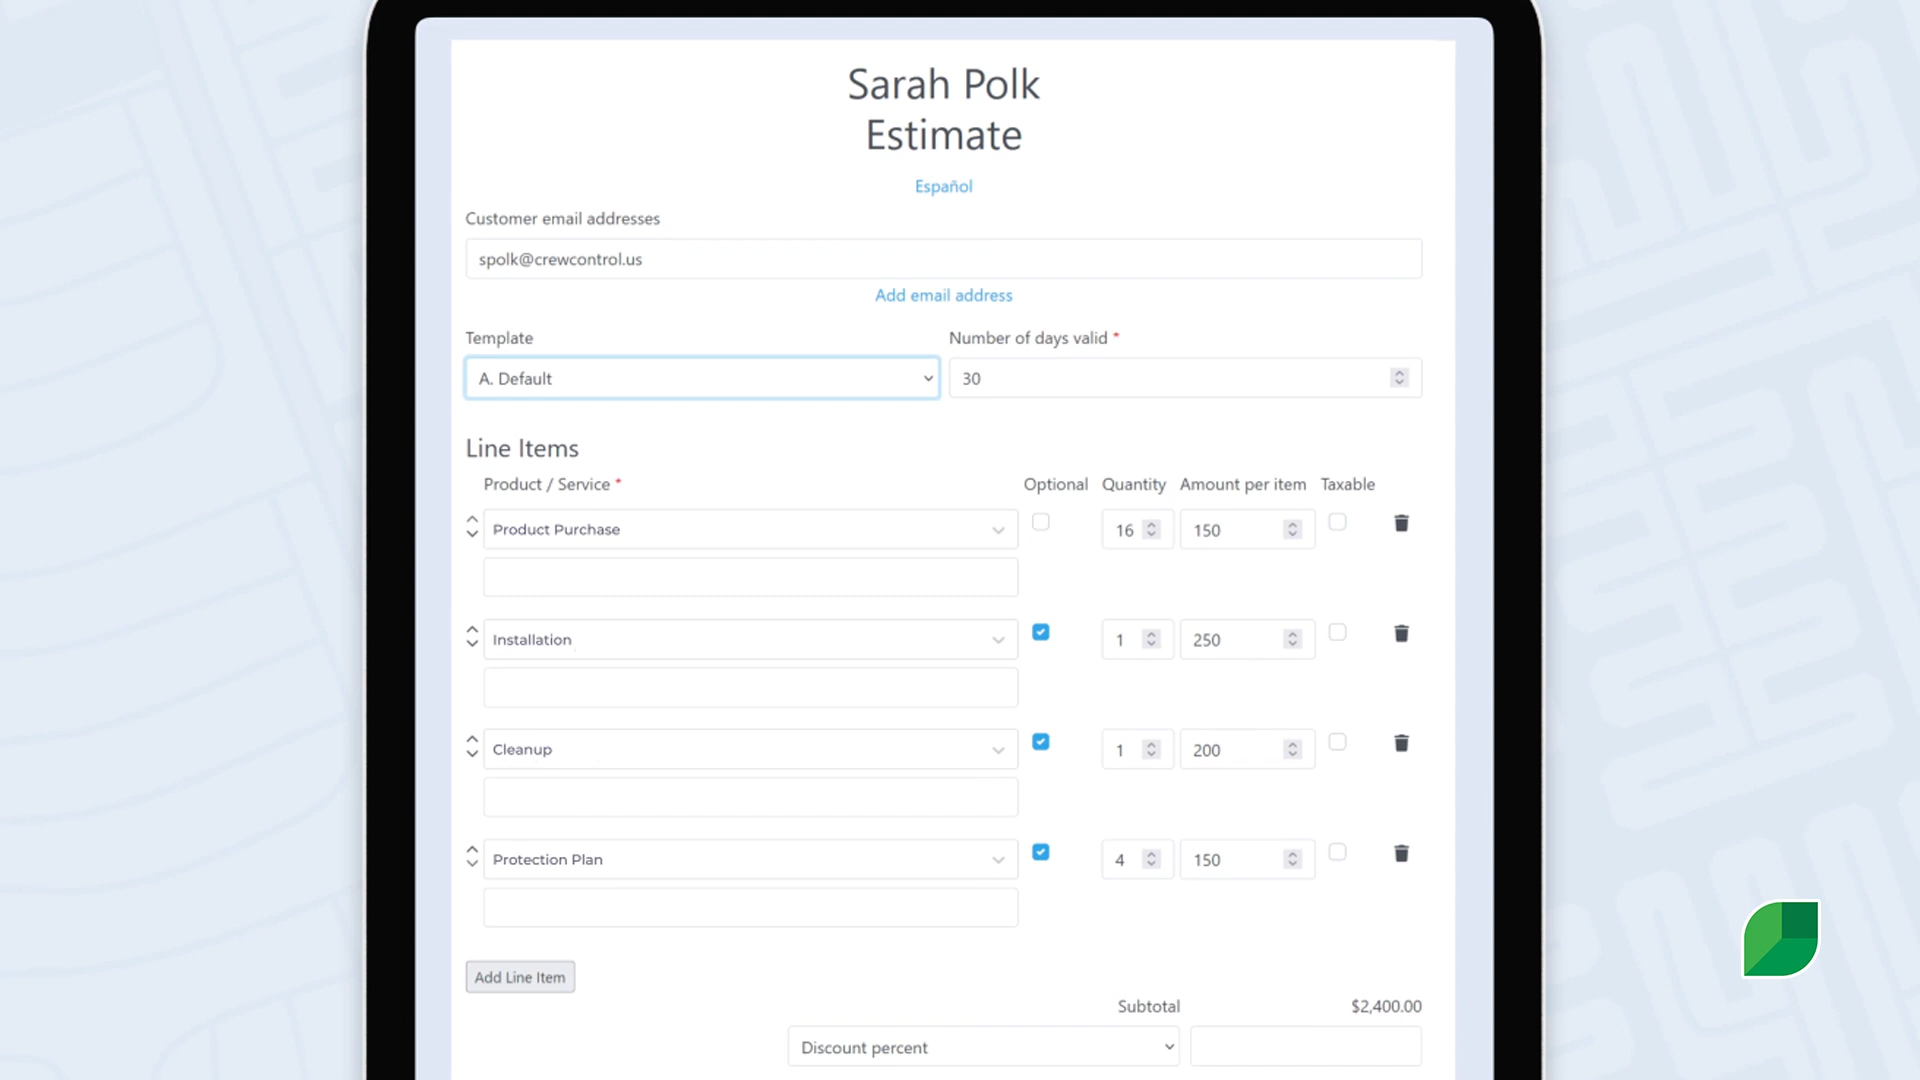 Sarah Polk
Estimate
Español
Customer email addresses
spolk@crewcontrol.us
Add email address
Template Number of days valid *
A. Default 30
Line Items
Product / Service * Optional Quantity Amount per item Taxable
Product Purchase 16 150
Installation 1 250
Cleanup 1 200
Protection Plan 4 150
Add Line Item
Subtotal $2,400.00
Discount percent